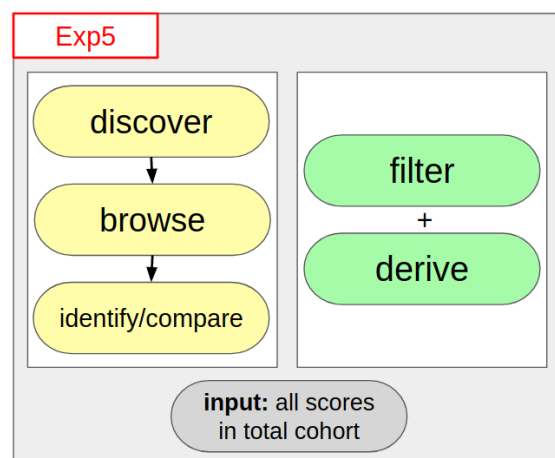 Exp5
discover
browse
identify/compare
filter
+
derive
input: all scores
in total cohort